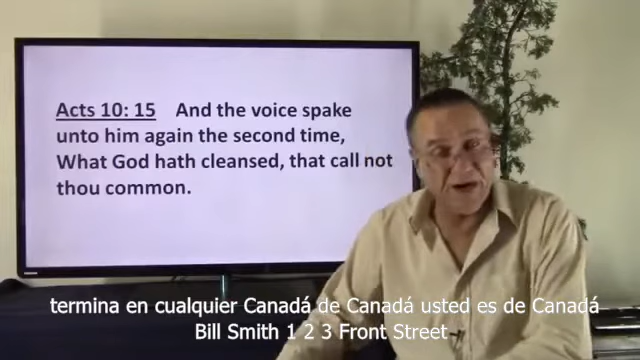 Acts 10: 15 And the voice spake
unto him again the second time,
What God hath cleansed, that call not
thou common.
termina en cualquier Canadá de Canadá usted es de Canadá
Bill Smith 1 2 3 Front Street